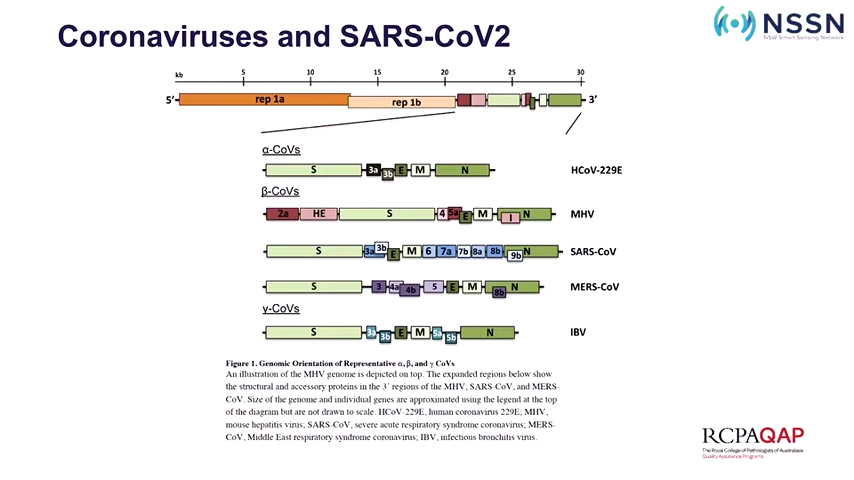 Coronaviruses and SARS-CoV2
NSSN
NSW Smart Sensing Network
kb 5 10 15 20 25 30
5’ rep 1a rep 1b 3’
α-CoVs
S 3a 3b E M N HCoV-229E
β-CoVs
2a HE S 4 5a E M I N MHV
S 3a 3b E M 6 7a 7b 8a 8b 9b N SARS-CoV
S 3 4a 4b 5 E M 8b N MERS-CoV
γ-CoVs
S 3a 3b E M 5a 5b N IBV
Figure 1. Genomic Orientation of Representative α, β, and γ CoVs
An illustration of the MHV genome is depicted on top. The expanded regions below show
the structural and accessory proteins in the 3’ regions of the MHV, SARS-CoV, and MERS-
CoV. Size of the genome and individual genes are approximated using the legend at the top
of the diagram but are not drawn to scale. HCoV-229E, human coronavirus 229E; MHV,
mouse hepatitis virus; SARS-CoV, severe acute respiratory syndrome coronavirus; MERS-
CoV, Middle East respiratory syndrome coronavirus; IBV, infectious bronchitis virus.
RCPAQAP
The Royal College of Pathologists of Australasia
Quality Assurance Programs